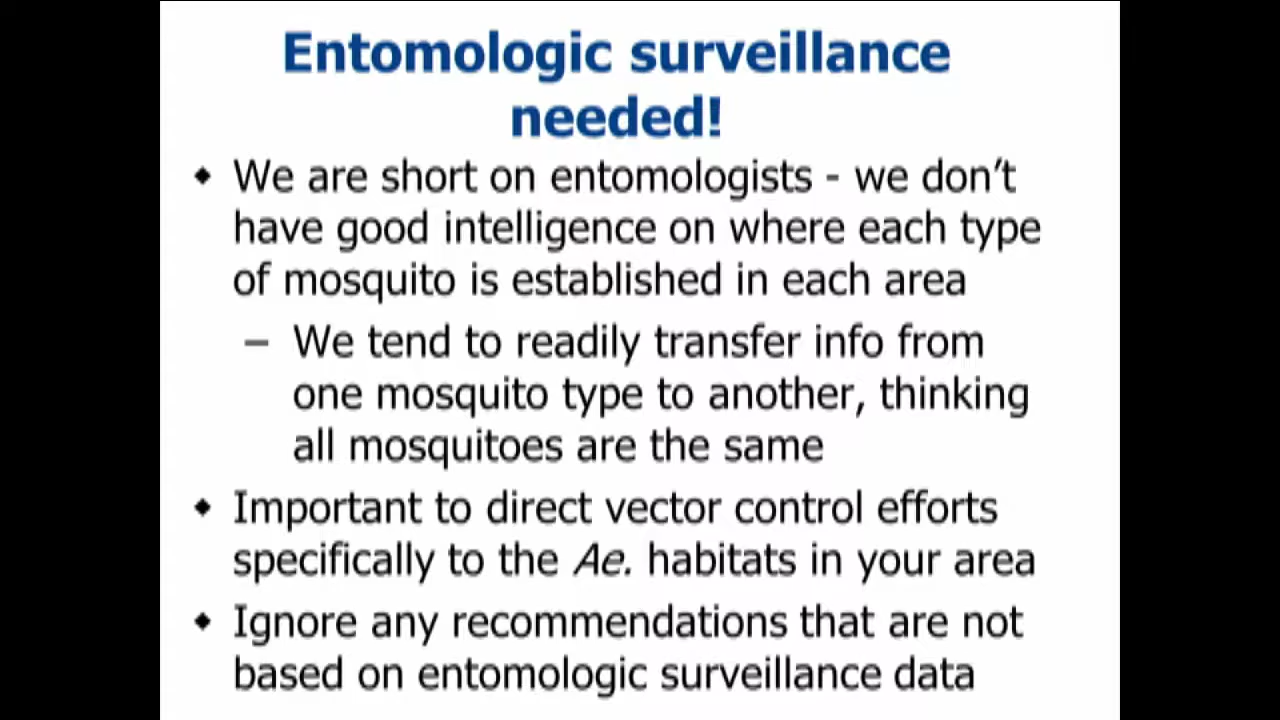 Entomologic surveillance
needed!
◆ We are short on entomologists - we don't
have good intelligence on where each type
of mosquito is established in each area
– We tend to readily transfer info from
one mosquito type to another, thinking
all mosquitoes are the same
◆ Important to direct vector control efforts
specifically to the Ae. habitats in your area
◆ Ignore any recommendations that are not
based on entomologic surveillance data